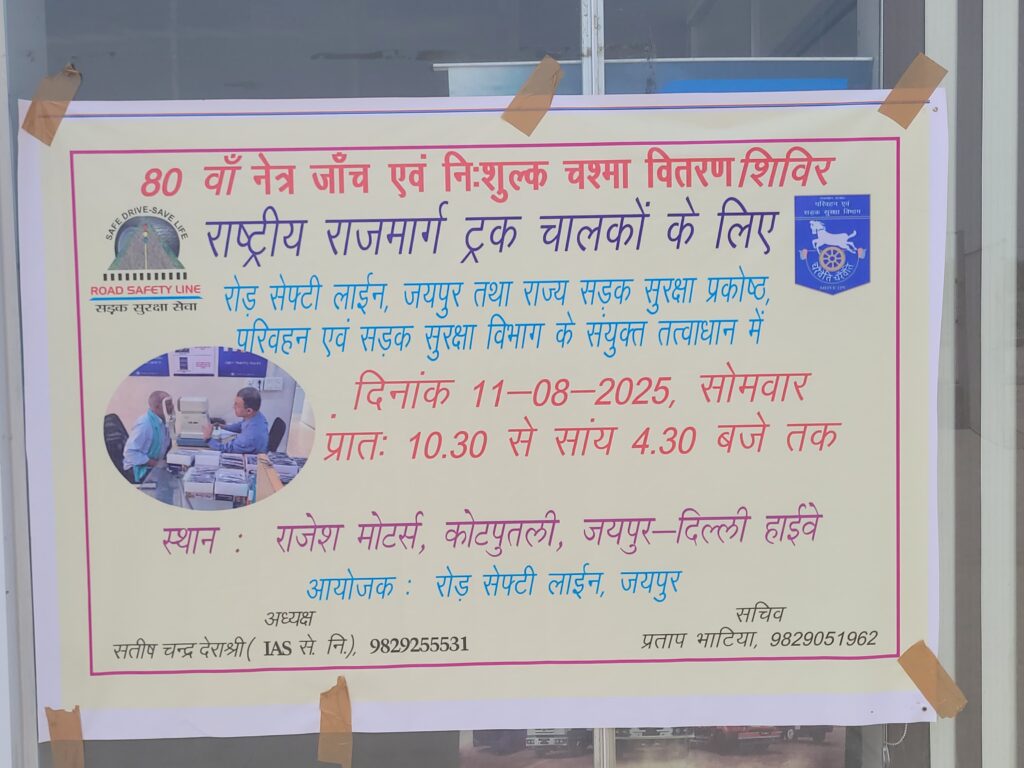 80 वाँ नेत्र जाँच एवं निःशुल्क चश्मा वितरण शिविर
राष्ट्रीय राजमार्ग ट्रक चालकों के लिए
SAFE DRIVE-SAVE LIFE
ROAD SAFETY LINE
सड़क सुरक्षा सेवा
परिवहन एवं
सड़क सुरक्षा विभाग
रोड़ सेफ्टी लाईन, जयपुर तथा राज्य सड़क सुरक्षा प्रकोष्ठ,
परिवहन एवं सड़क सुरक्षा विभाग के संयुक्त तत्वाधान में
दिनांक 11–08–2025, सोमवार
प्रातः 10.30 से सांय 4.30 बजे तक
स्थान : राजेश मोटर्स, कोटपुतली, जयपुर–दिल्ली हाईवे
आयोजक : रोड़ सेफ्टी लाईन, जयपुर
अध्यक्ष
सतीष चन्द्र देराश्री ( IAS से. नि.), 9829255531
सचिव
प्रताप भाटिया, 9829051962